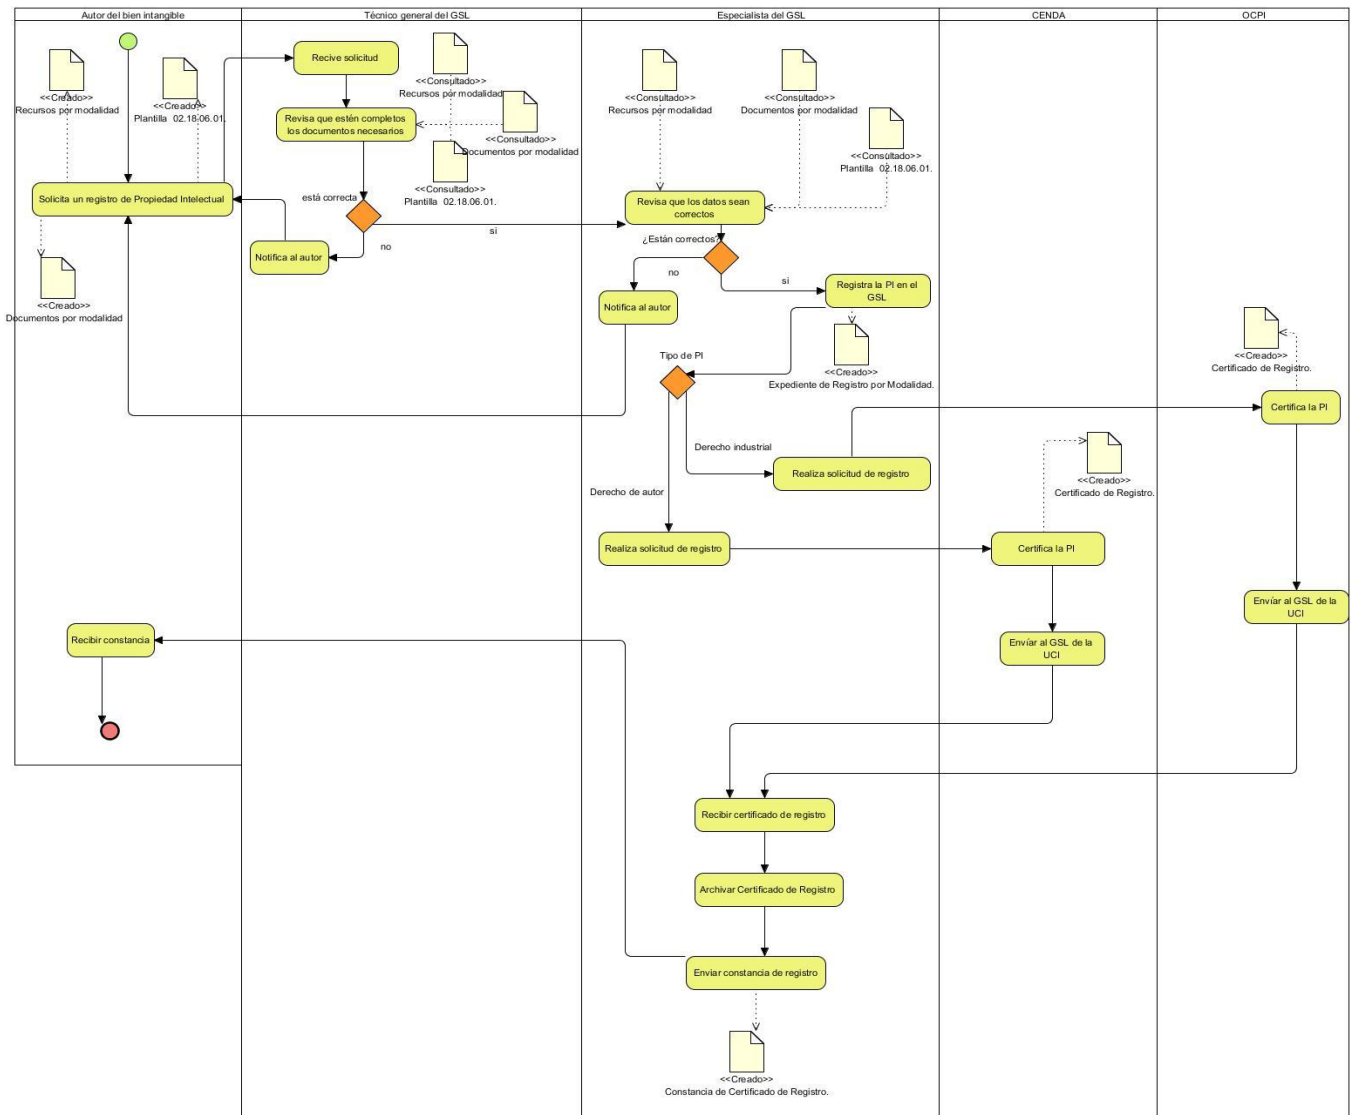 Autor del bien intangible
Técnico general del GSL
Especialista del GSL
CENDA
OCPI
<<Creado>>
Recursos por modalidad
<<Creado>>
Plantilla 02.18.06.01.
Solicita un registro de Propiedad Intelectual
<<Creado>>
Documentos por modalidad
Recive solicitud
<<Consultado>>
Recursos por modalidad
Revisa que estén completos
los documentos necesarios
<<Consultado>>
Documentos por modalidad
<<Consultado>>
Plantilla 02.18.06.01.
está correcta
si
no
Notifica al autor
<<Consultado>>
Recursos por modalidad
<<Consultado>>
Documentos por modalidad
<<Consultado>>
Plantilla 02.18.06.01.
Revisa que los datos sean
correctos
¿Están correctos?
no
si
Notifica al autor
Registra la PI en el
GSL
<<Creado>>
Expediente de Registro por Modalidad.
Tipo de PI
Derecho industrial
Realiza solicitud de registro
Derecho de autor
Realiza solicitud de registro
<<Creado>>
Certificado de Registro.
Certifica la PI
<<Creado>>
Certificado de Registro.
Certifica la PI
Envíar al GSL de la
UCI
Envíar al GSL de la
UCI
Recibir constancia
Recibir certificado de registro
Archivar Certificado de Registro
Enviar constancia de registro
<<Creado>>
Constancia de Certificado de Registro.